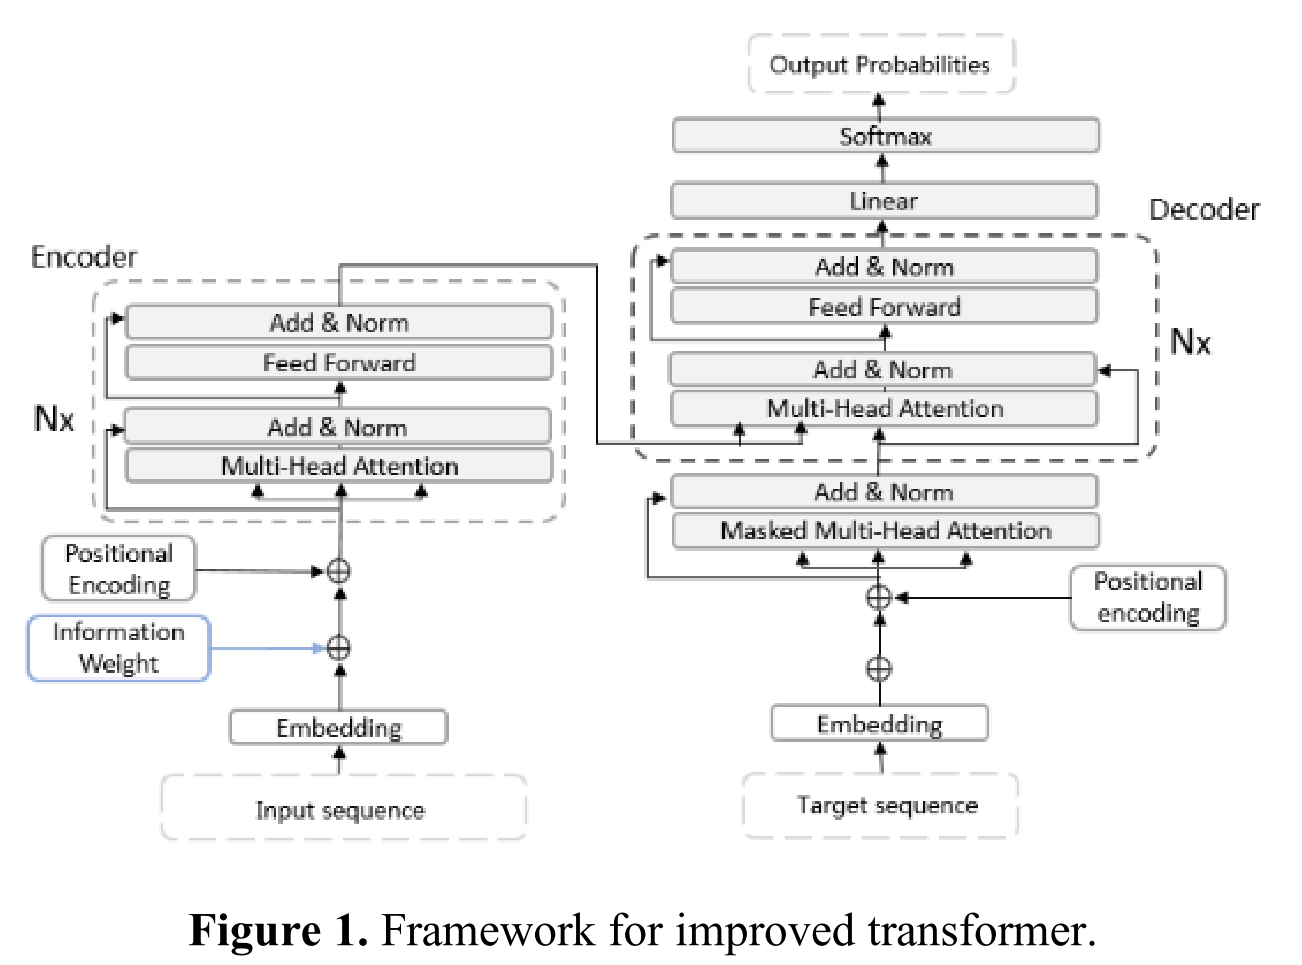 Output Probabilities
Softmax
Linear
Decoder
Add & Norm
Feed Forward
Nx
Add & Norm
Multi-Head Attention
Add & Norm
Masked Multi-Head Attention
Positional
encoding
Embedding
Target sequence
Encoder
Add & Norm
Feed Forward
Nx
Add & Norm
Multi-Head Attention
Positional
Encoding
Information
Weight
Embedding
Input sequence
Figure 1. Framework for improved transformer.